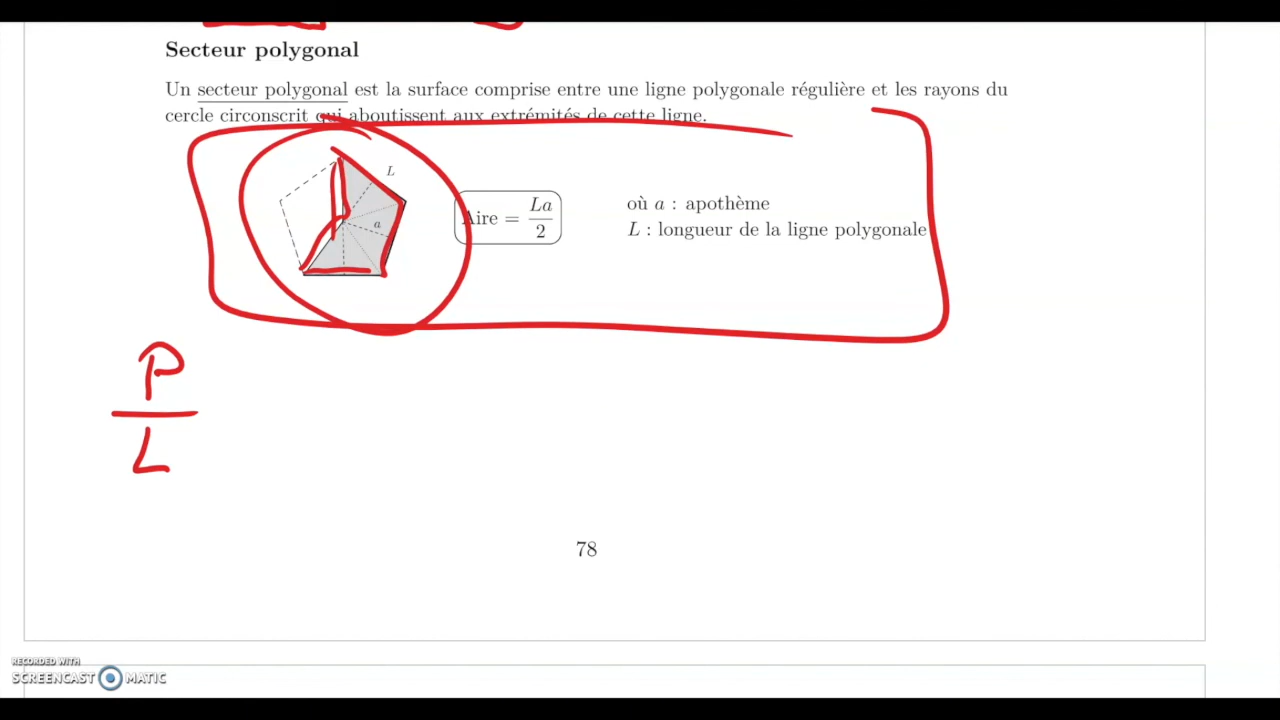 Secteur polygonal
Un secteur polygonal est la surface comprise entre une ligne polygonale régulière et les rayons du
cercle circonscrit qui aboutissent aux extrémités de cette ligne.
L
a
Aire = La/2
où a : apothème
L : longueur de la ligne polygonale
P
L
78
RECORDED WITH
SCREENCAST MATIC